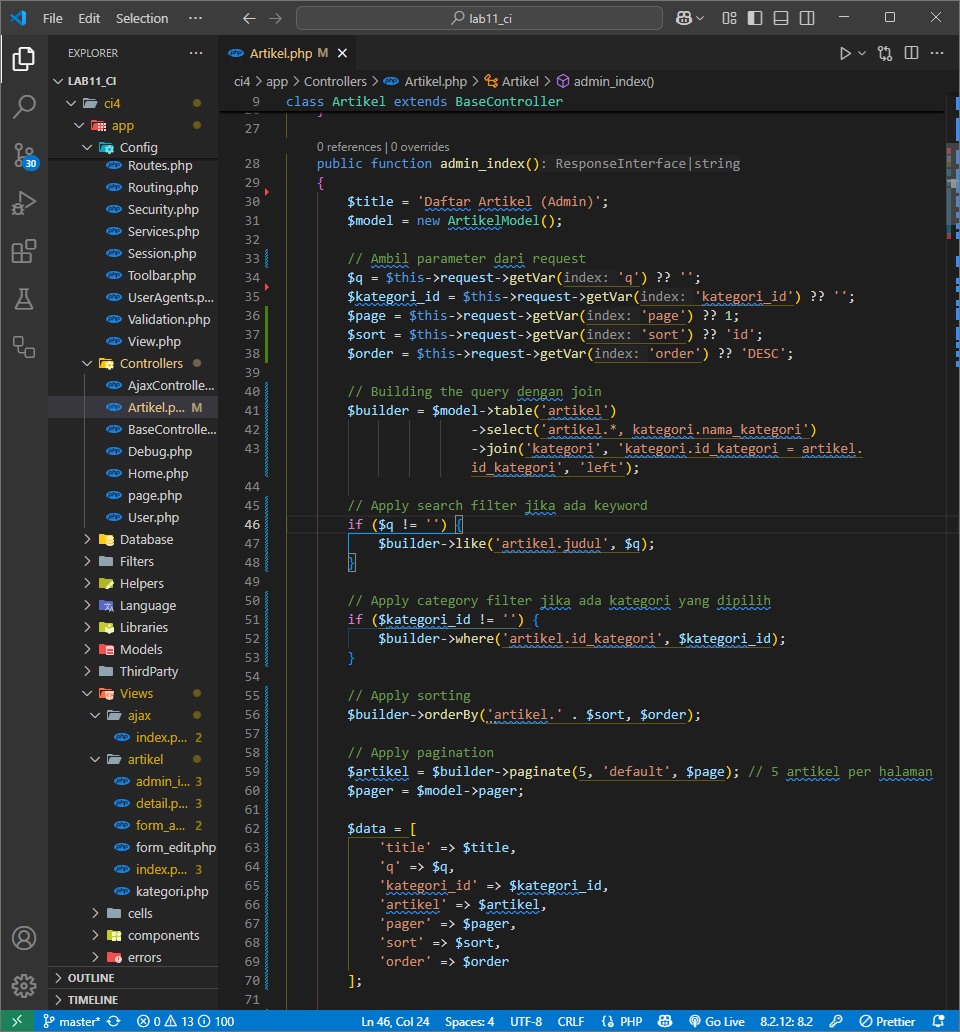 File Edit Selection ··· lab11_ci
EXPLORER ···
LAB11_CI
ci4
app
Config
Routes.php
Routing.php
Security.php
Services.php
Session.php
Toolbar.php
UserAgents.p...
Validation.php
View.php
Controllers
AjaxControlle...
Artikel.p... M
BaseControlle...
Debug.php
Home.php
page.php
User.php
Database
Filters
Helpers
Language
Libraries
Models
ThirdParty
Views
ajax
index.p... 2
artikel
admin_i... 3
detail.p... 3
form_a... 2
form_edit.php
index.p... 3
kategori.php
cells
components
errors
OUTLINE
TIMELINE
30
Artikel.php M
ci4 > app > Controllers > Artikel.php > Artikel > admin_index()
9 class Artikel extends BaseController
27
0 references | 0 overrides
28 public function admin_index(): ResponseInterface|string
29 {
30 $title = 'Daftar Artikel (Admin)';
31 $model = new ArtikelModel();
32
33 // Ambil parameter dari request
34 $q = $this->request->getVar(index: 'q') ?? '';
35 $kategori_id = $this->request->getVar(index: 'kategori_id') ?? '';
36 $page = $this->request->getVar(index: 'page') ?? 1;
37 $sort = $this->request->getVar(index: 'sort') ?? 'id';
38 $order = $this->request->getVar(index: 'order') ?? 'DESC';
39
40 // Building the query dengan join
41 $builder = $model->table('artikel')
42 ->select('artikel.*, kategori.nama_kategori')
43 ->join('kategori', 'kategori.id_kategori = artikel.
id_kategori', 'left');
44
45 // Apply search filter jika ada keyword
46 if ($q != '') {
47 $builder->like('artikel.judul', $q);
48 }
49
50 // Apply category filter jika ada kategori yang dipilih
51 if ($kategori_id != '') {
52 $builder->where('artikel.id_kategori', $kategori_id);
53 }
54
55 // Apply sorting
56 $builder->orderBy('artikel.' . $sort, $order);
57
58 // Apply pagination
59 $artikel = $builder->paginate(5, 'default', $page); // 5 artikel per halaman
60 $pager = $model->pager;
61
62 $data = [
63 'title' => $title,
64 'q' => $q,
65 'kategori_id' => $kategori_id,
66 'artikel' => $artikel,
67 'pager' => $pager,
68 'sort' => $sort,
69 'order' => $order
70 ];
71
master* 0 13 100 Ln 46, Col 24 Spaces: 4 UTF-8 CRLF {} PHP Go Live 8.2.12: 8.2 Prettier